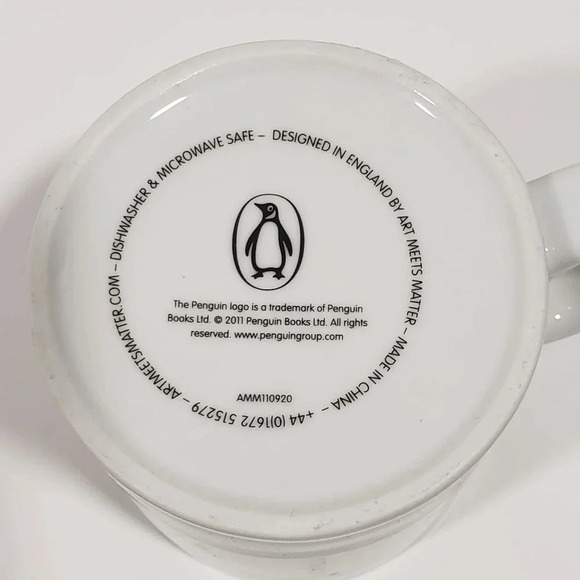 DISHWASHER & MICROWAVE SAFE – DESIGNED IN ENGLAND BY ART MEETS MATTER – MADE IN CHINA – +44 (0)1672 515279 – ARTMEETSMATTER.COM –
The Penguin logo is a trademark of Penguin
Books Ltd. © 2011 Penguin Books Ltd. All rights
reserved. www.penguingroup.com
AMM110920